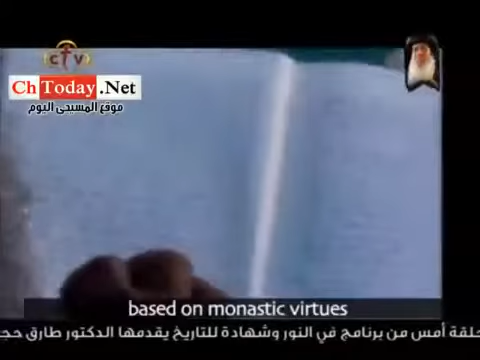 CTV
ChToday.Net
موقع المسيحى اليوم
based on monastic virtues
حلقة أمس من برنامج في النور وشهادة للتاريخ يقدمها الدكتور طارق حجي